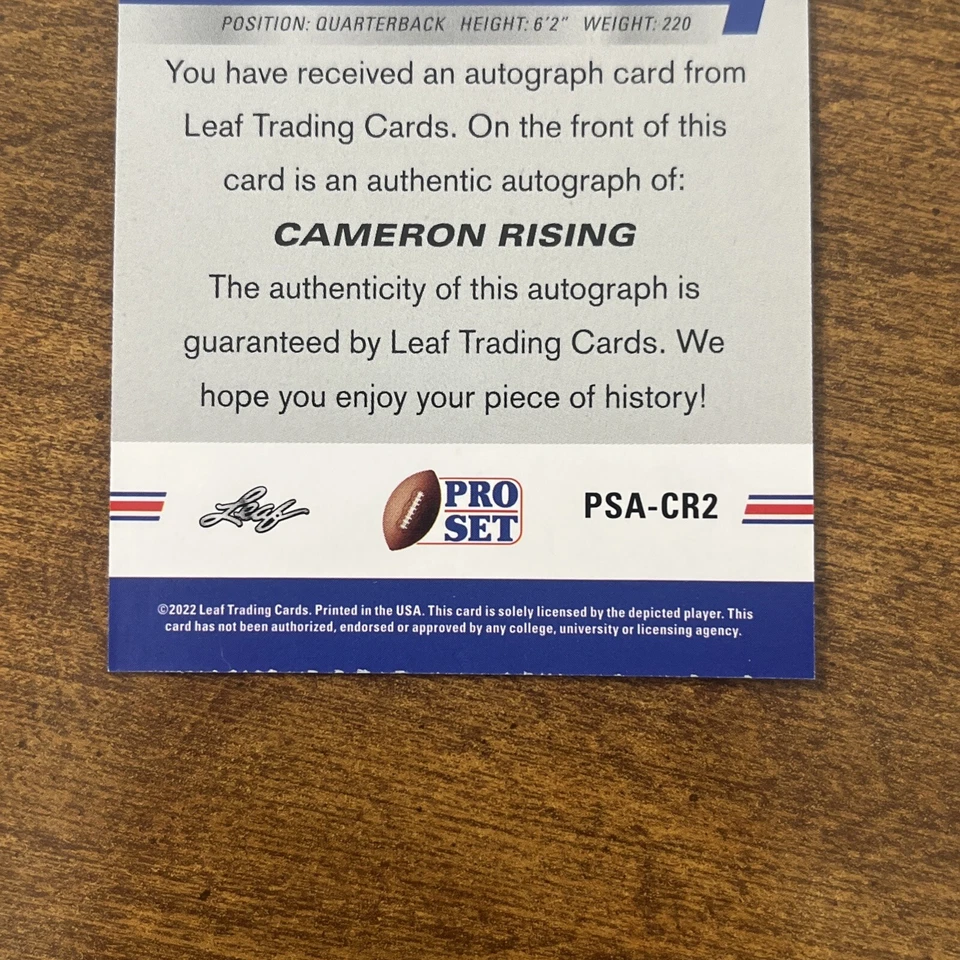 POSITION: QUARTERBACK HEIGHT: 6'2" WEIGHT: 220
You have received an autograph card from
Leaf Trading Cards. On the front of this
card is an authentic autograph of:
CAMERON RISING
The authenticity of this autograph is
guaranteed by Leaf Trading Cards. We
hope you enjoy your piece of history!
Leaf
PRO
SET
PSA-CR2
©2022 Leaf Trading Cards. Printed in the USA. This card is solely licensed by the depicted player. This
card has not been authorized, endorsed or approved by any college, university or licensing agency.